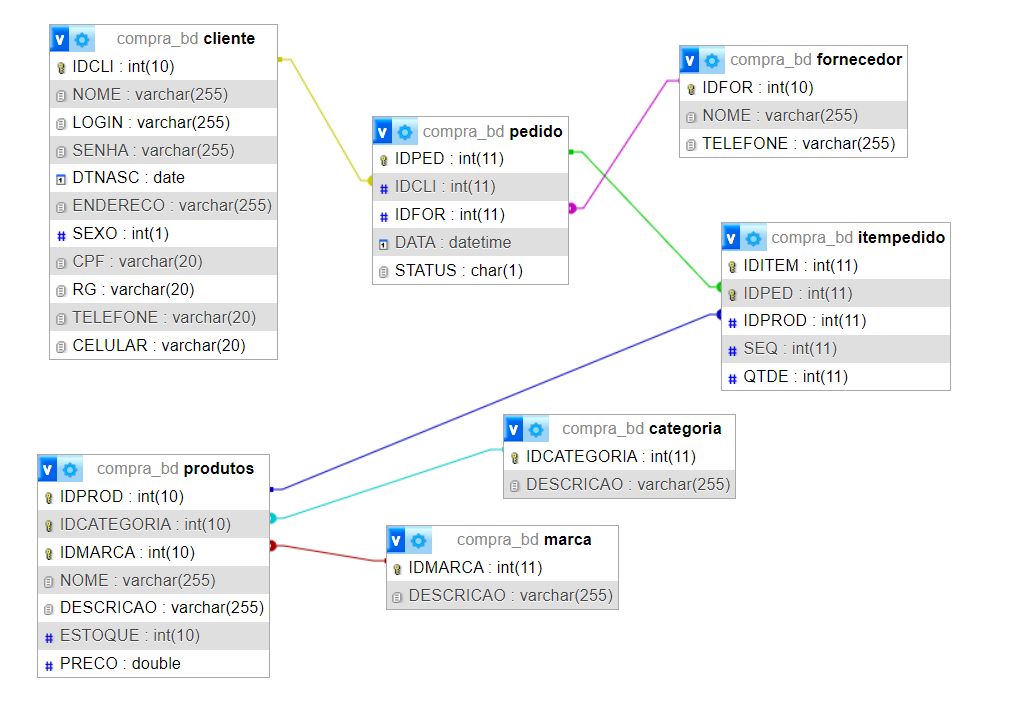 v compra_bd cliente
IDCLI : int(10)
NOME : varchar(255)
LOGIN : varchar(255)
SENHA : varchar(255)
DTNASC : date
ENDERECO : varchar(255)
# SEXO : int(1)
CPF : varchar(20)
RG : varchar(20)
TELEFONE : varchar(20)
CELULAR : varchar(20)
v compra_bd pedido
IDPED : int(11)
# IDCLI : int(11)
# IDFOR : int(11)
DATA : datetime
STATUS : char(1)
v compra_bd fornecedor
IDFOR : int(10)
NOME : varchar(255)
TELEFONE : varchar(255)
v compra_bd itempedido
IDITEM : int(11)
IDPED : int(11)
# IDPROD : int(11)
# SEQ : int(11)
# QTDE : int(11)
v compra_bd categoria
IDCATEGORIA : int(11)
DESCRICAO : varchar(255)
v compra_bd produtos
IDPROD : int(10)
IDCATEGORIA : int(10)
IDMARCA : int(10)
NOME : varchar(255)
DESCRICAO : varchar(255)
# ESTOQUE : int(10)
# PRECO : double
v compra_bd marca
IDMARCA : int(11)
DESCRICAO : varchar(255)